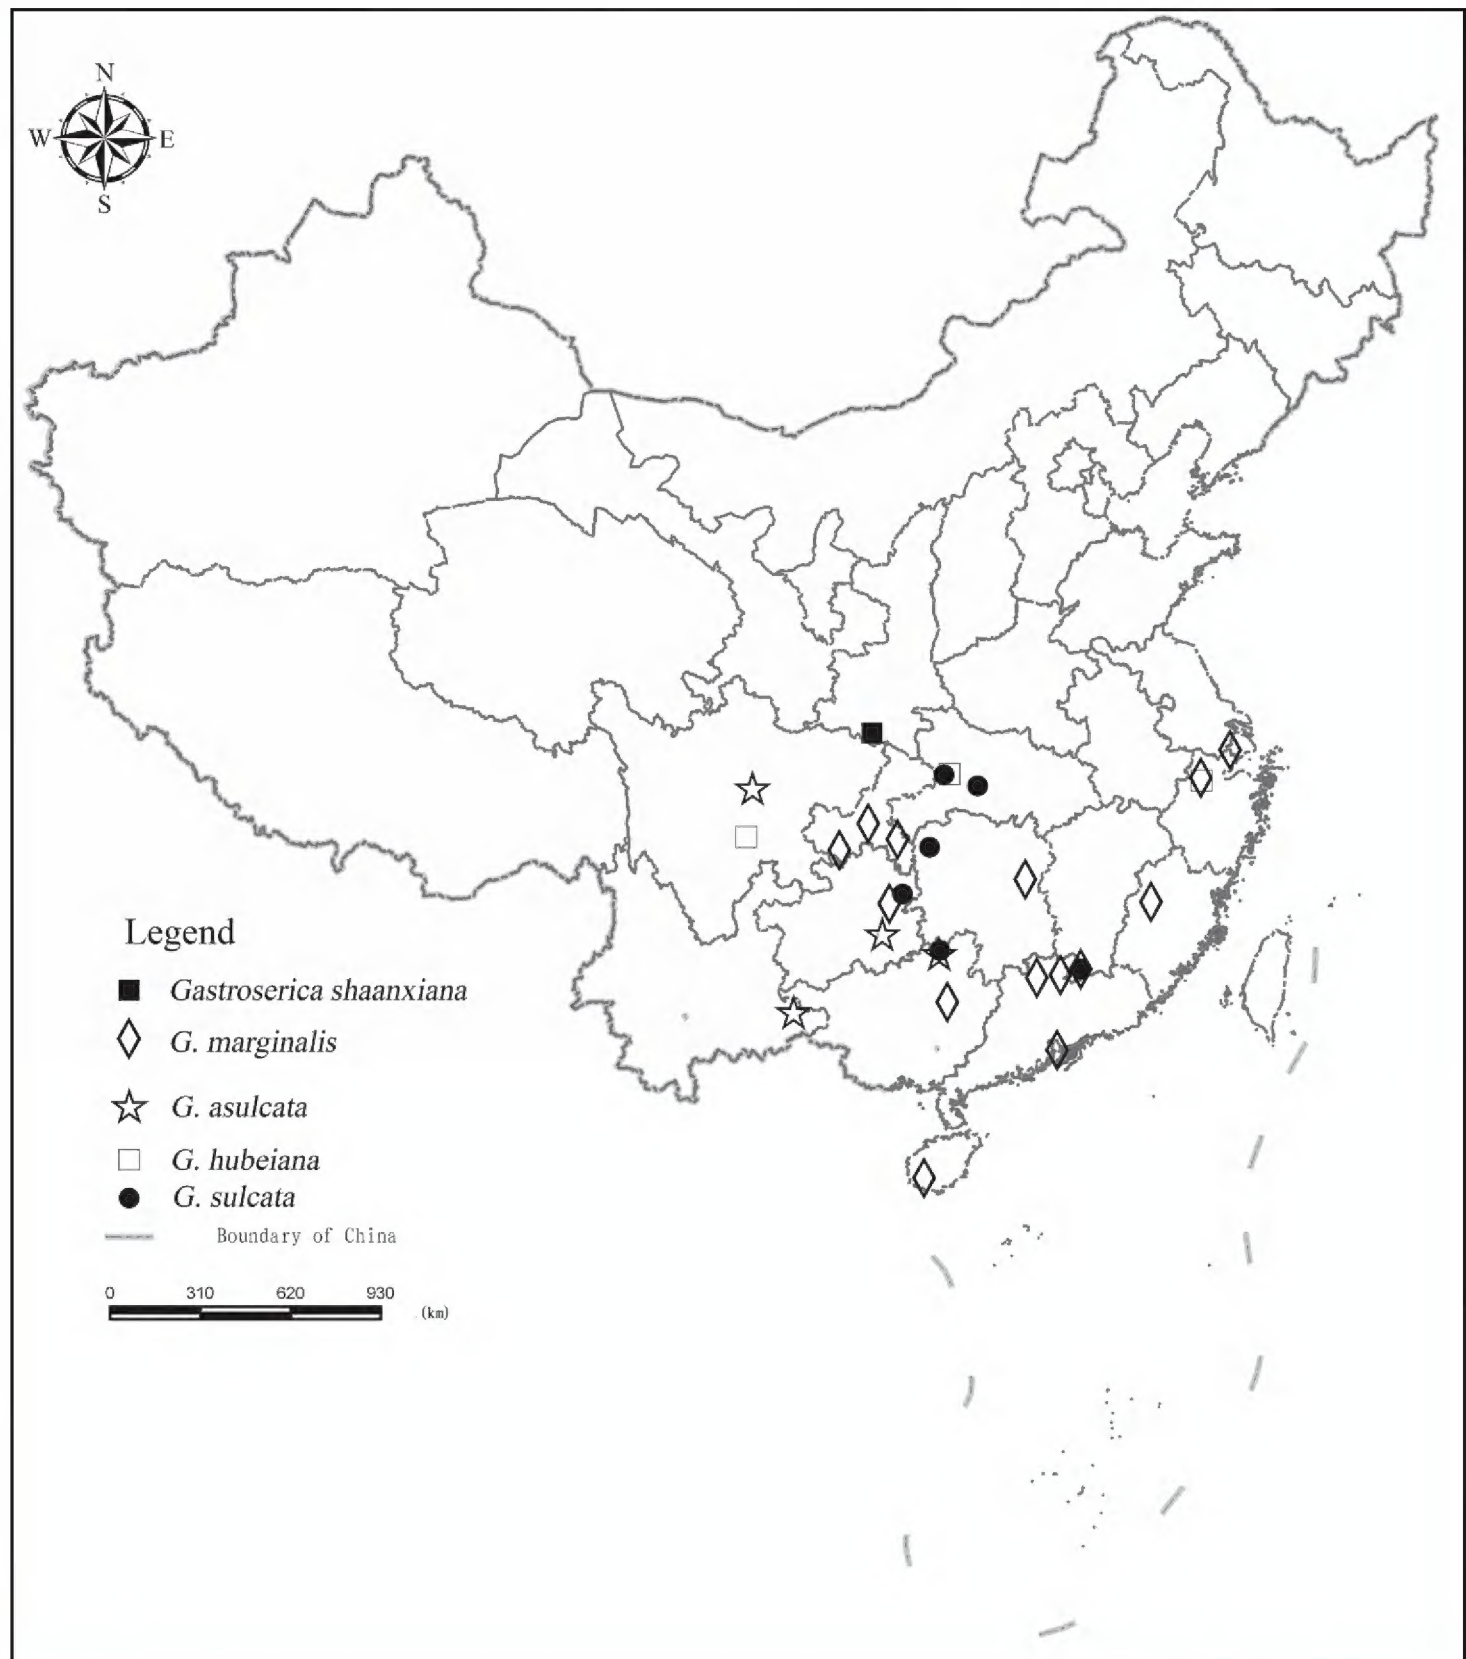 N
W E
S
Legend
Gastroserica shaanxiana
G. marginalis
G. asulcata
G. hubeiana
G. sulcata
Boundary of China
0 310 620 930
(km)